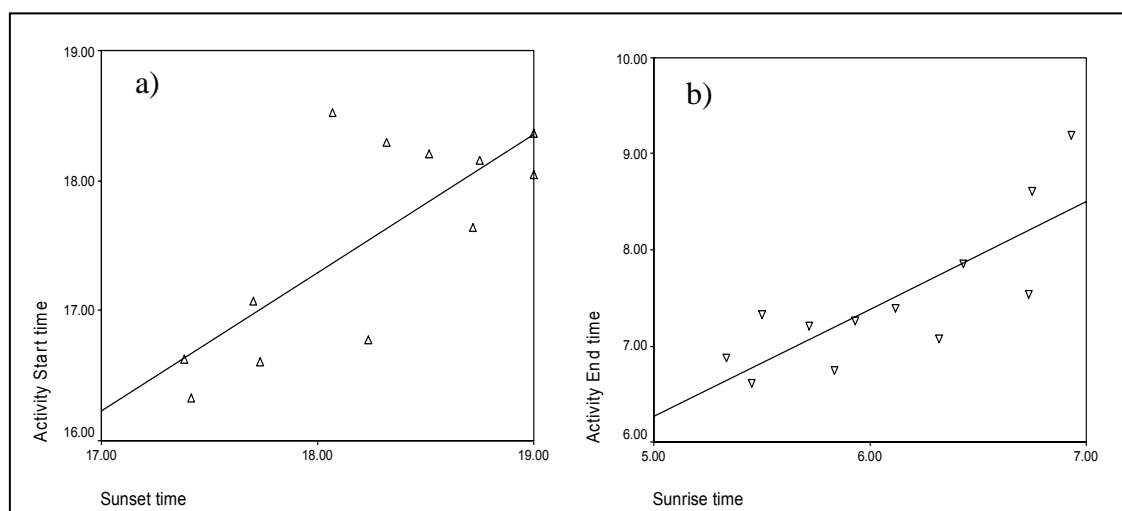 a)
19.00
18.00
17.00
16.00
Activity Start time
17.00 18.00 19.00
Sunset time
b)
10.00
9.00
8.00
7.00
6.00
Activity End time
5.00 6.00 7.00
Sunrise time